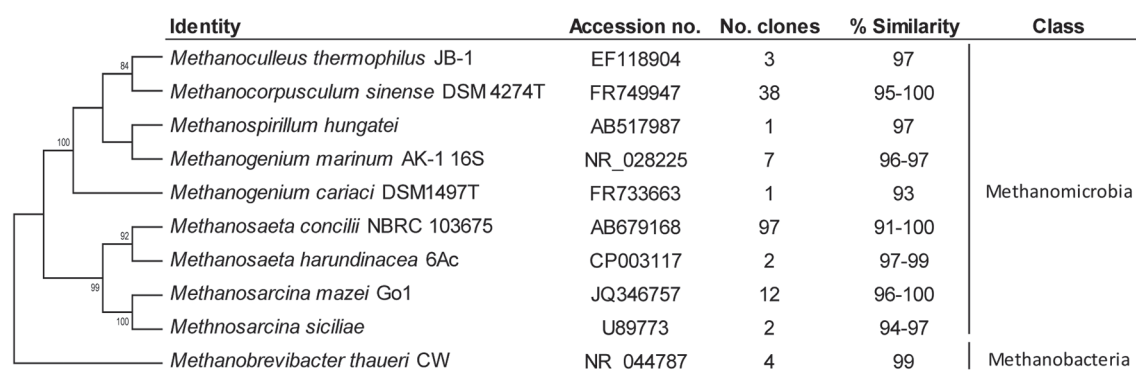 Identity Accession no. No. clones % Similarity Class
Methanoculleus thermophilus JB-1 EF118904 3 97
84
Methanocorpusculum sinense DSM 4274T FR749947 38 95-100
Methanospirillum hungatei AB517987 1 97
100
Methanogenium marinum AK-1 16S NR_028225 7 96-97
Methanogenium cariaci DSM1497T FR733663 1 93 Methanomicrobia
Methanosaeta concilii NBRC 103675 AB679168 97 91-100
92
Methanosaeta harundinacea 6Ac CP003117 2 97-99
99
Methanosarcina mazei Go1 JQ346757 12 96-100
100
Methnosarcina siciliae U89773 2 94-97
Methanobrevibacter thaueri CW NR_044787 4 99 Methanobacteria